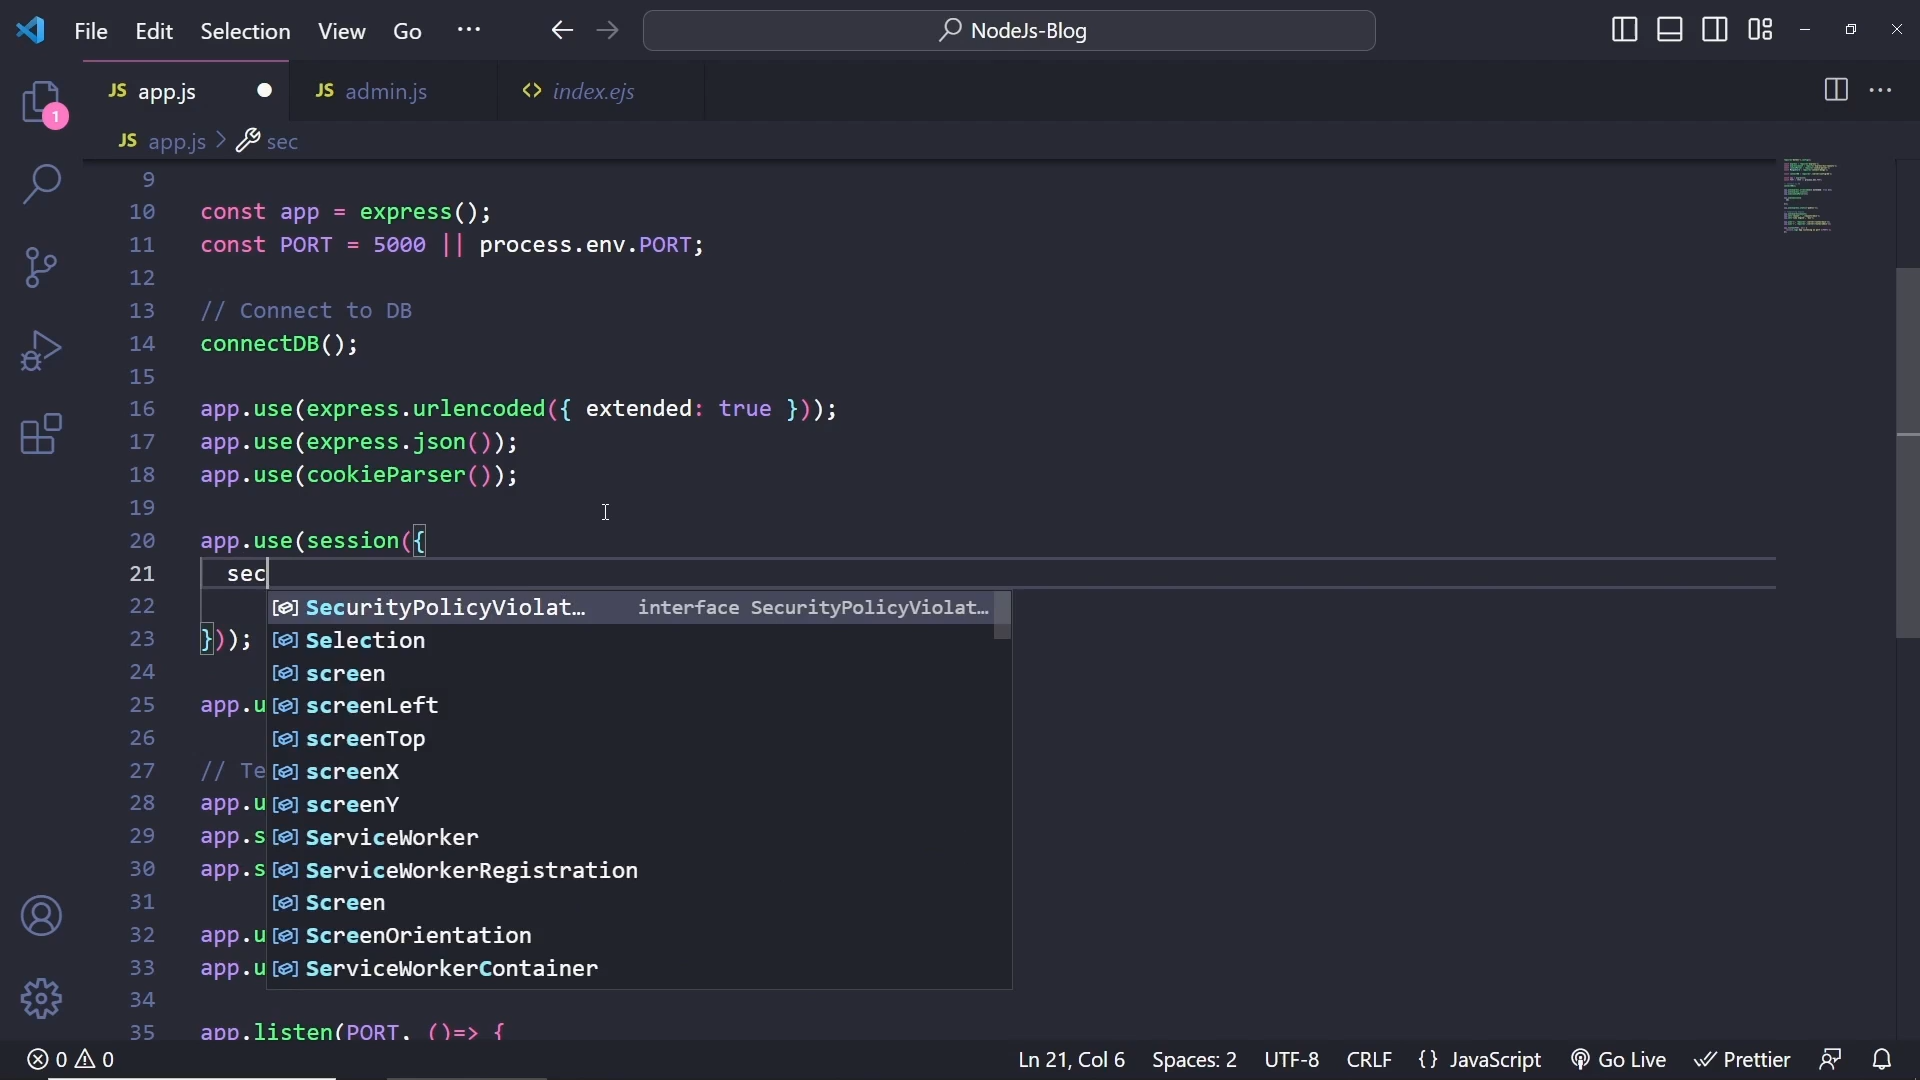 File Edit Selection View Go ··· NodeJs-Blog
JS app.js JS admin.js <> index.ejs
1
JS app.js > sec
9
10 const app = express();
11 const PORT = 5000 || process.env.PORT;
12
13 // Connect to DB
14 connectDB();
15
16 app.use(express.urlencoded({ extended: true }));
17 app.use(express.json());
18 app.use(cookieParser());
19
20 app.use(session({
21 sec
22 SecurityPolicyViolat… interface SecurityPolicyViolat…
23 })); Selection
24 screen
25 app.u screenLeft
26 screenTop
27 // Te screenX
28 app.u screenY
29 app.s ServiceWorker
30 app.s ServiceWorkerRegistration
31 Screen
32 app.u ScreenOrientation
33 app.u ServiceWorkerContainer
34
35 app.listen(PORT, ()=> {
0 0 Ln 21, Col 6 Spaces: 2 UTF-8 CRLF {} JavaScript Go Live Prettier